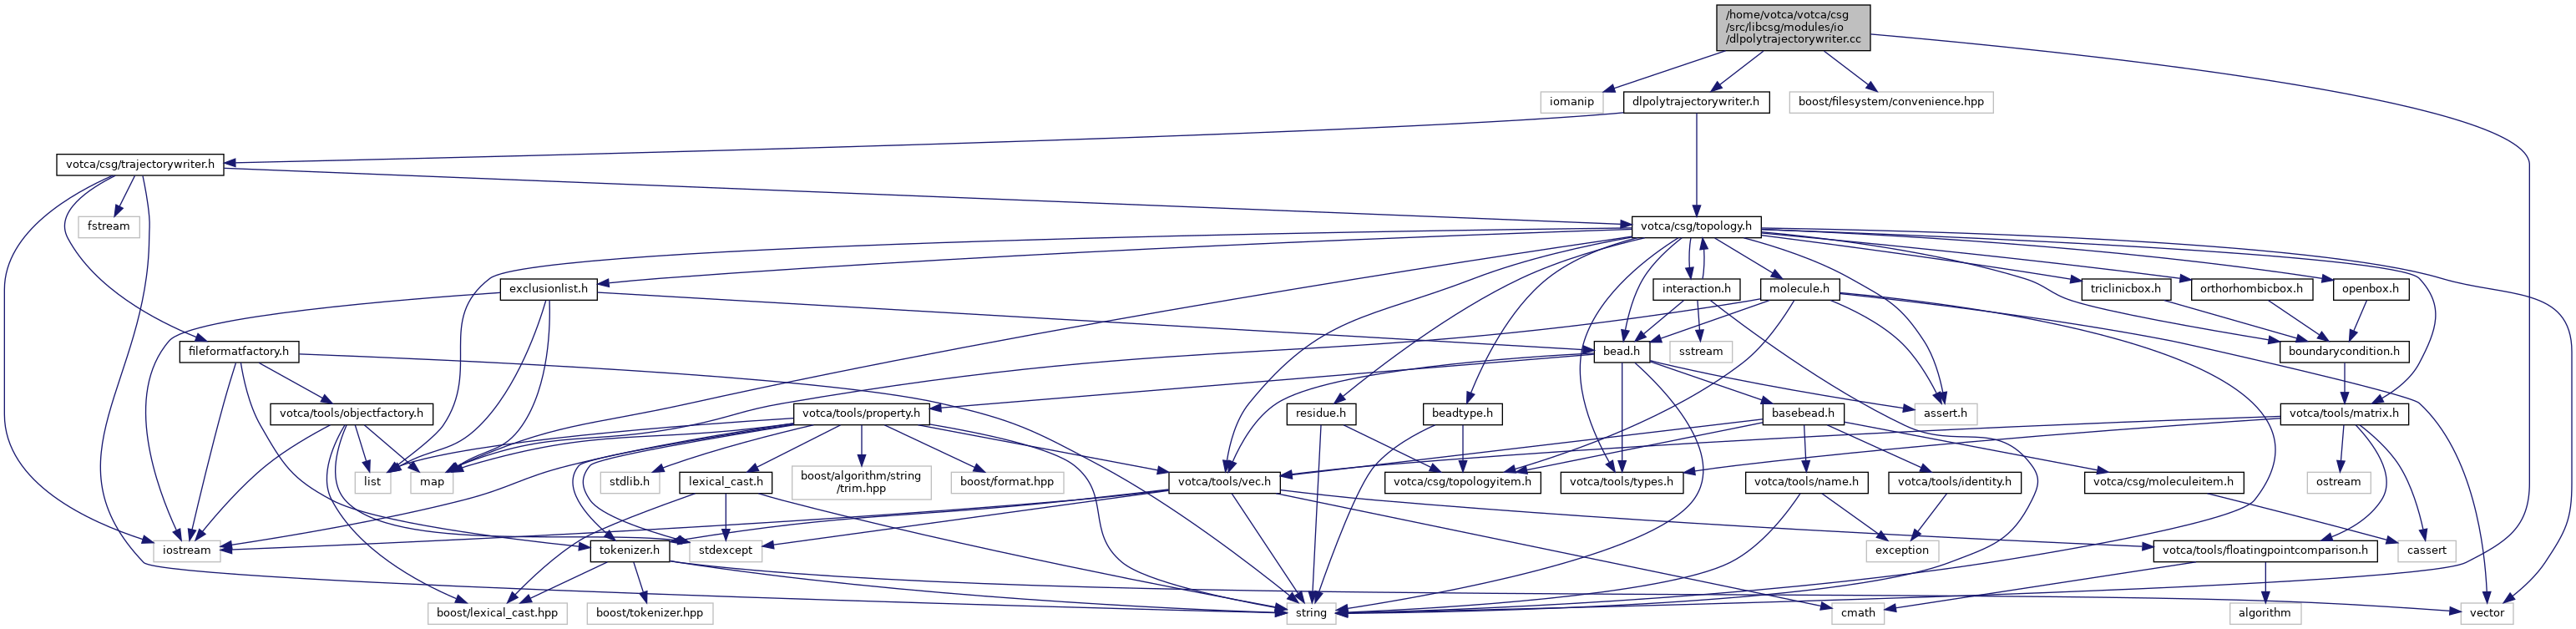 /home/votca/votca/csg
/src/libcsg/modules/io
/dlpolytrajectorywriter.cc
iomanip
dlpolytrajectorywriter.h
boost/filesystem/convenience.hpp
votca/csg/trajectorywriter.h
fstream
votca/csg/topology.h
exclusionlist.h
interaction.h
molecule.h
triclinicbox.h
orthorhombicbox.h
openbox.h
fileformatfactory.h
bead.h
sstream
boundarycondition.h
votca/tools/objectfactory.h
votca/tools/property.h
residue.h
beadtype.h
basebead.h
assert.h
votca/tools/matrix.h
list
map
stdlib.h
lexical_cast.h
boost/algorithm/string
/trim.hpp
boost/format.hpp
votca/tools/vec.h
votca/csg/topologyitem.h
votca/tools/types.h
votca/tools/name.h
votca/tools/identity.h
votca/csg/moleculeitem.h
ostream
iostream
tokenizer.h
stdexcept
exception
votca/tools/floatingpointcomparison.h
cassert
boost/lexical_cast.hpp
boost/tokenizer.hpp
string
cmath
algorithm
vector